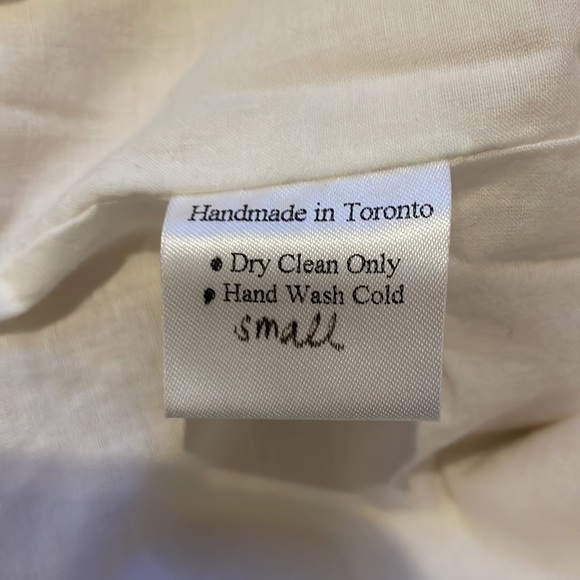 Handmade in Toronto
• Dry Clean Only
• Hand Wash Cold
small